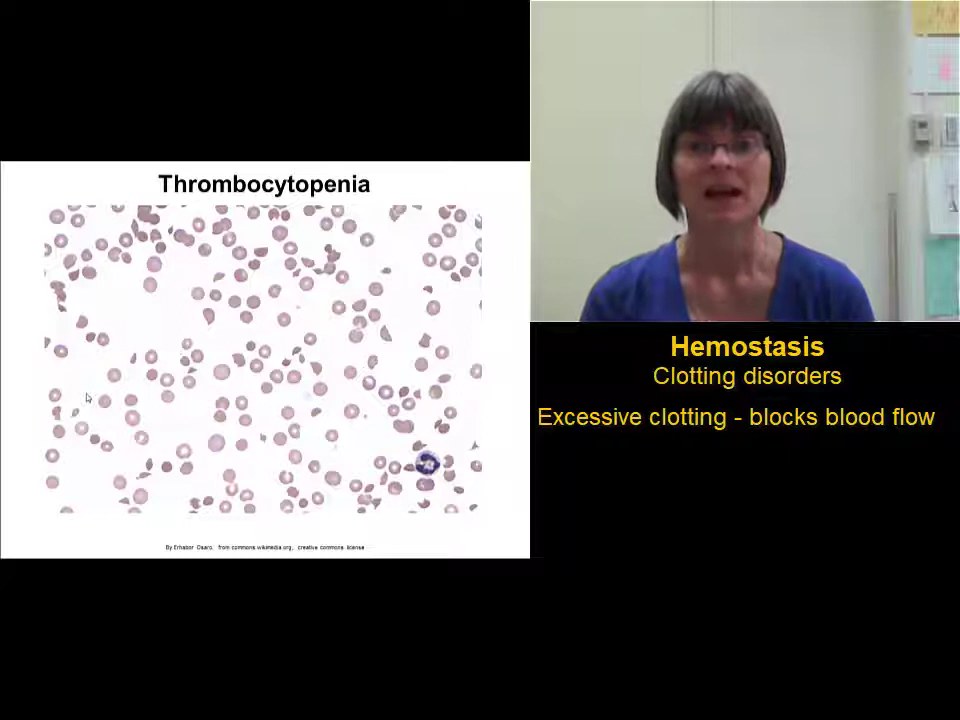 Thrombocytopenia
By Erhabor Osaro, from commons.wikimedia.org, creative commons license
Hemostasis
Clotting disorders
Excessive clotting - blocks blood flow